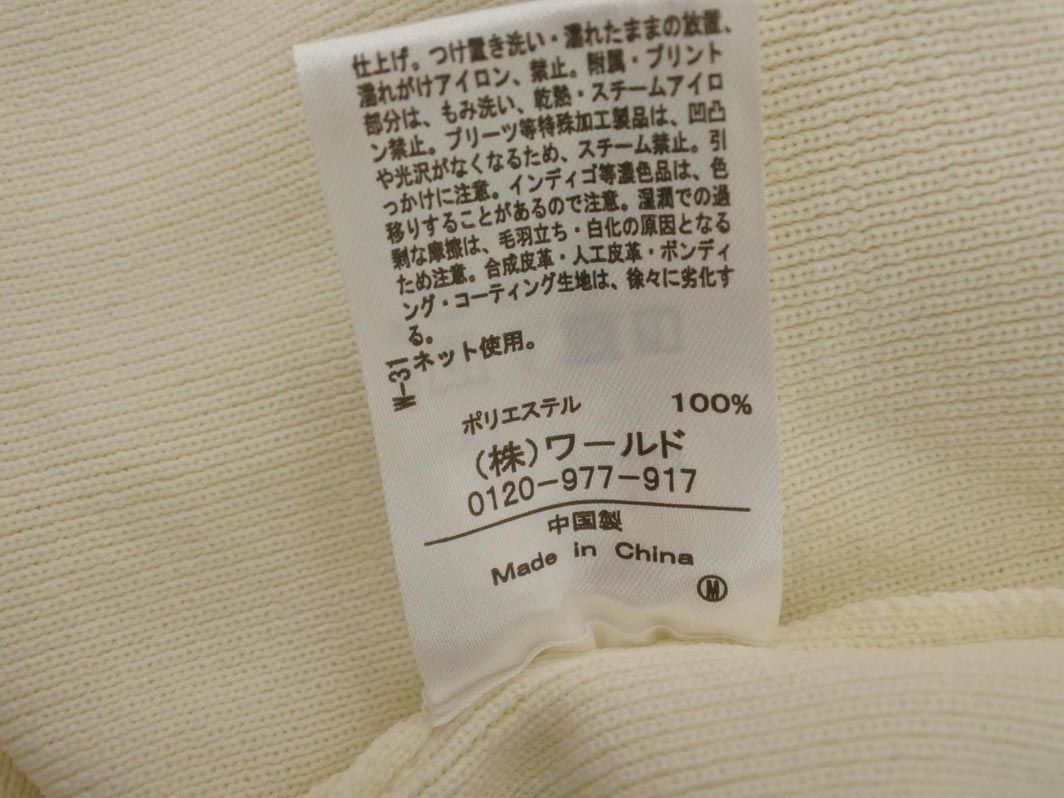 仕上げ。つけ置き洗い・濡れたままの放置、
濡れがけアイロン、禁止。附属・プリント
部分は、もみ洗い、乾熱・スチームアイロ
ン禁止。プリーツ等特殊加工製品は、凹凸
や光沢がなくなるため、スチーム禁止。引
っかけに注意。インディゴ等濃色品は、色
移りすることがあるので注意。湿潤での過
剰な摩擦は、毛羽立ち・白化の原因となる
ため注意。合成皮革・人工皮革・ボンディ
ング・コーティング生地は、徐々に劣化す
る。
W-31
ネット使用。
ポリエステル 100%
(株)ワールド
0120-977-917
中国製
Made in China
M